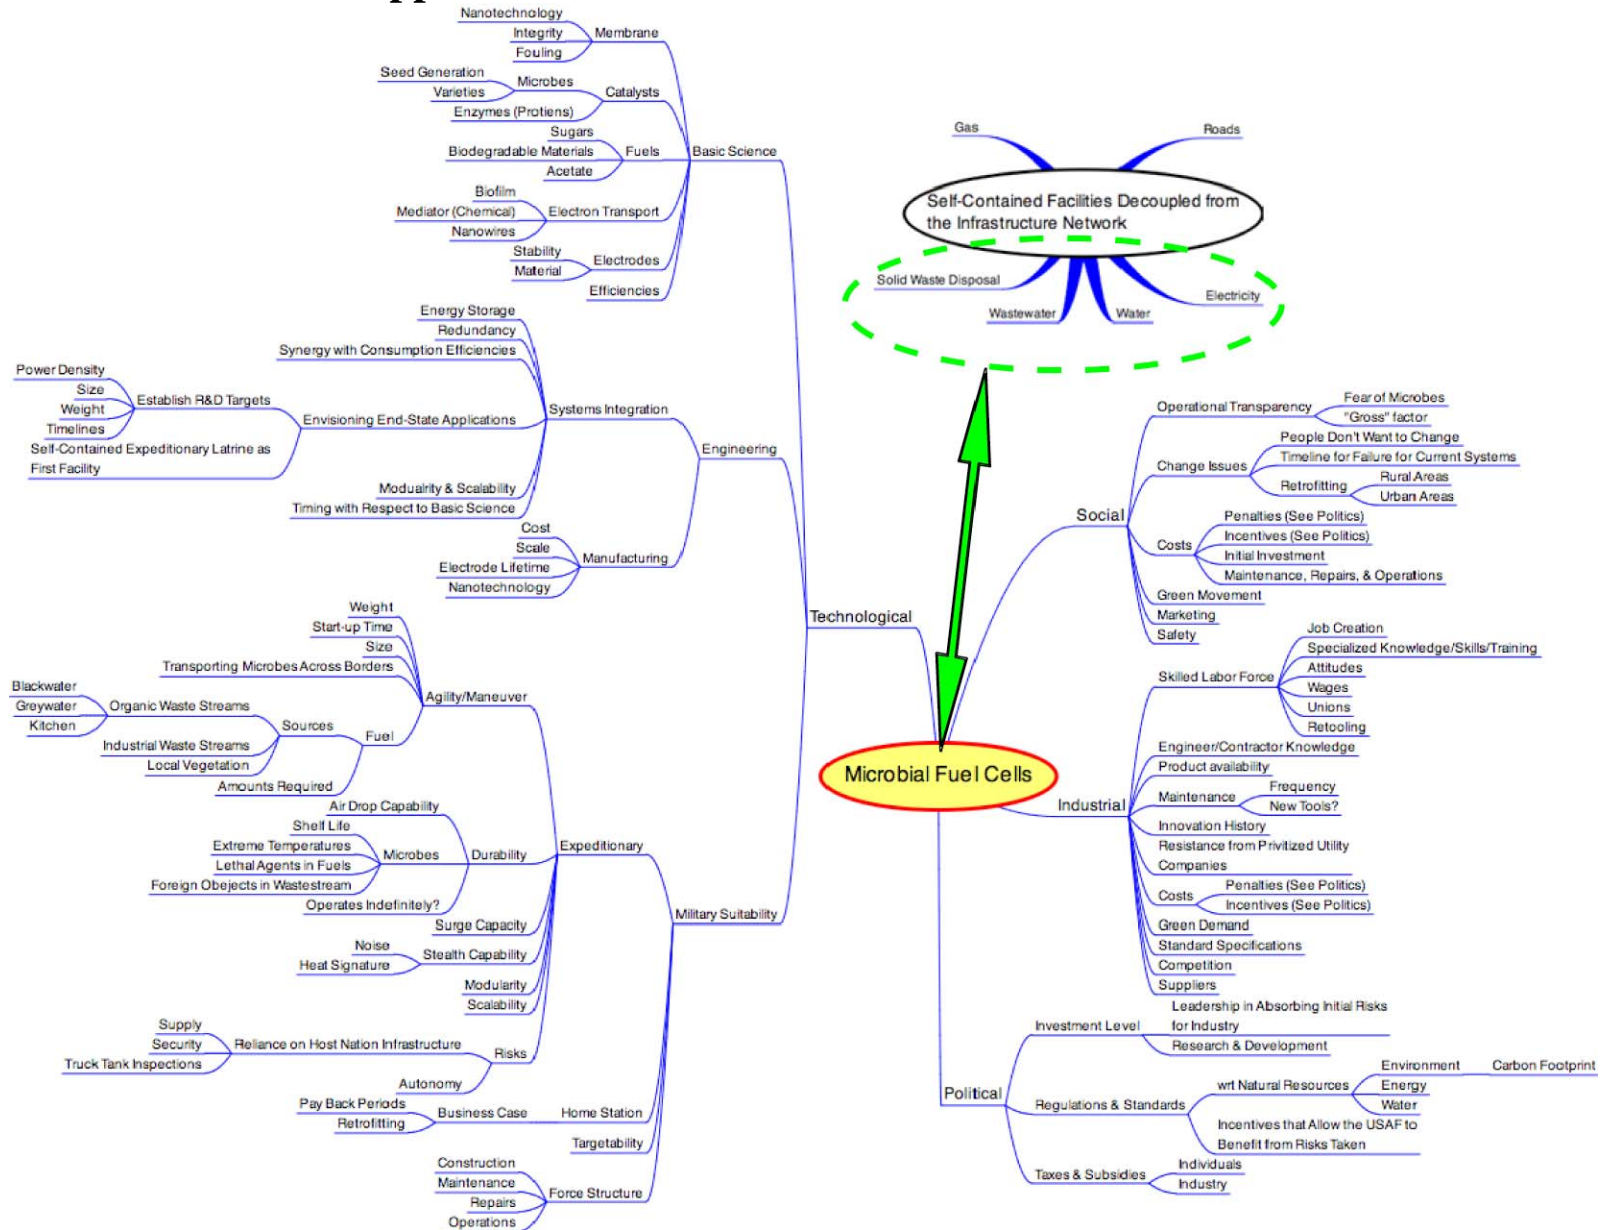 Nanotechnology
Integrity
Fouling
Membrane
Seed Generation
Varieties
Microbes
Enzymes (Protiens)
Catalysts
Sugars
Biodegradable Materials
Acetate
Fuels
Basic Science
Biofilm
Mediator (Chemical)
Nanowires
Electron Transport
Stability
Material
Electrodes
Efficiencies
Energy Storage
Redundancy
Synergy with Consumption Efficiencies
Power Density
Size
Weight
Timelines
Establish R&D Targets
Self-Contained Expeditionary Latrine as
First Facility
Envisioning End-State Applications
Systems Integration
Modualrity & Scalability
Timing with Respect to Basic Science
Engineering
Cost
Scale
Electrode Lifetime
Nanotechnology
Manufacturing
Technological
Weight
Start-up Time
Size
Transporting Microbes Across Borders
Agility/Maneuver
Blackwater
Greywater
Kitchen
Organic Waste Streams
Industrial Waste Streams
Local Vegetation
Sources
Fuel
Amounts Required
Air Drop Capability
Shelf Life
Extreme Temperatures
Lethal Agents in Fuels
Foreign Obejects in Wastestream
Microbes
Durability
Operates Indefinitely?
Expeditionary
Surge Capacity
Noise
Heat Signature
Stealth Capability
Modularity
Scalability
Supply
Security
Truck Tank Inspections
Reliance on Host Nation Infrastructure
Autonomy
Risks
Military Suitability
Pay Back Periods
Retrofitting
Business Case
Home Station
Targetability
Construction
Maintenance
Repairs
Operations
Force Structure
Gas
Roads
Self-Contained Facilities Decoupled from
the Infrastructure Network
Solid Waste Disposal
Wastewater
Water
Electricity
Microbial Fuel Cells
Social
Operational Transparency
Fear of Microbes
"Gross" factor
Change Issues
People Don't Want to Change
Timeline for Failure for Current Systems
Retrofitting
Rural Areas
Urban Areas
Costs
Penalties (See Politics)
Incentives (See Politics)
Initial Investment
Maintenance, Repairs, & Operations
Green Movement
Marketing
Safety
Industrial
Skilled Labor Force
Job Creation
Specialized Knowledge/Skills/Training
Attitudes
Wages
Unions
Retooling
Engineer/Contractor Knowledge
Product availability
Maintenance
Frequency
New Tools?
Innovation History
Resistance from Privitized Utility
Companies
Costs
Penalties (See Politics)
Incentives (See Politics)
Green Demand
Standard Specifications
Competition
Suppliers
Political
Investment Level
Leadership in Absorbing Initial Risks
for Industry
Research & Development
Regulations & Standards
wrt Natural Resources
Environment
Carbon Footprint
Energy
Water
Incentives that Allow the USAF to
Benefit from Risks Taken
Taxes & Subsidies
Individuals
Industry